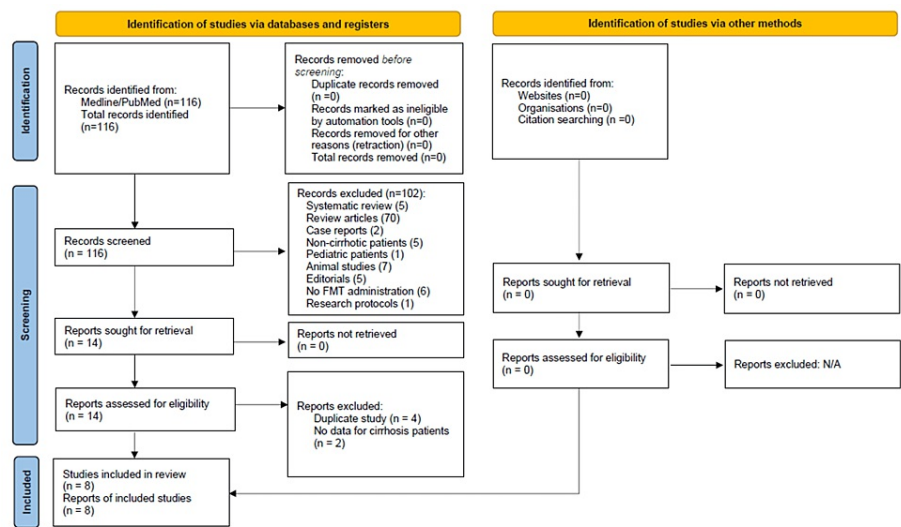 Identification of studies via databases and registers
Identification of studies via other methods
Identification
Records identified from:
Medline/PubMed (n=116)
Total records identified
(n=116)
Records removed before
screening:
Duplicate records removed
(n =0)
Records marked as ineligible
by automation tools (n=0)
Records removed for other
reasons (retraction) (n=0)
Total records removed (n=0)
Records identified from:
Websites (n=0)
Organisations (n=0)
Citation searching (n =0)
Screening
Records screened
(n = 116)
Records excluded (n=102):
Systematic review (5)
Review articles (70)
Case reports (2)
Non-cirrhotic patients (5)
Pediatric patients (1)
Animal studies (7)
Editorials (5)
No FMT administration (6)
Research protocols (1)
Reports sought for retrieval
(n = 14)
Reports not retrieved
(n = 0)
Reports sought for retrieval
(n = 0)
Reports not retrieved
(n = 0)
Reports assessed for eligibility
(n = 14)
Reports excluded:
Duplicate study (n = 4)
No data for cirrhosis patients
(n = 2)
Reports assessed for eligibility
(n = 0)
Reports excluded: N/A
Included
Studies included in review
(n = 8)
Reports of included studies
(n = 8)